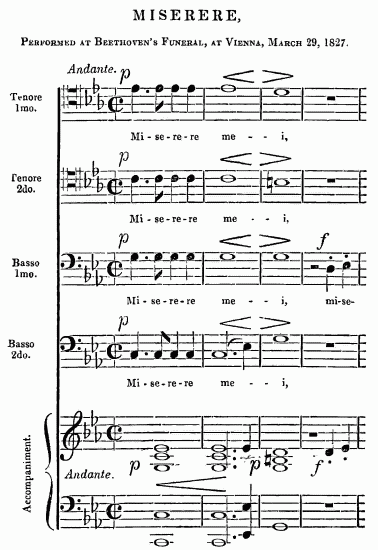 MISERERE,
PERFORMED AT BEETHOVEN'S FUNERAL, AT VIENNA, MARCH 29, 1827.
Andante. p
Tenore
1mo.
Mi - se - re - re me - - i,
p
Tenore
2do.
Mi - se - re - re me - - i,
p f
Basso
1mo.
Mi - se - re - re me - - i, mi-se-
p
Basso
2do.
Mi - se - re - re me - - i,
Accompaniment.
p p f
Andante.